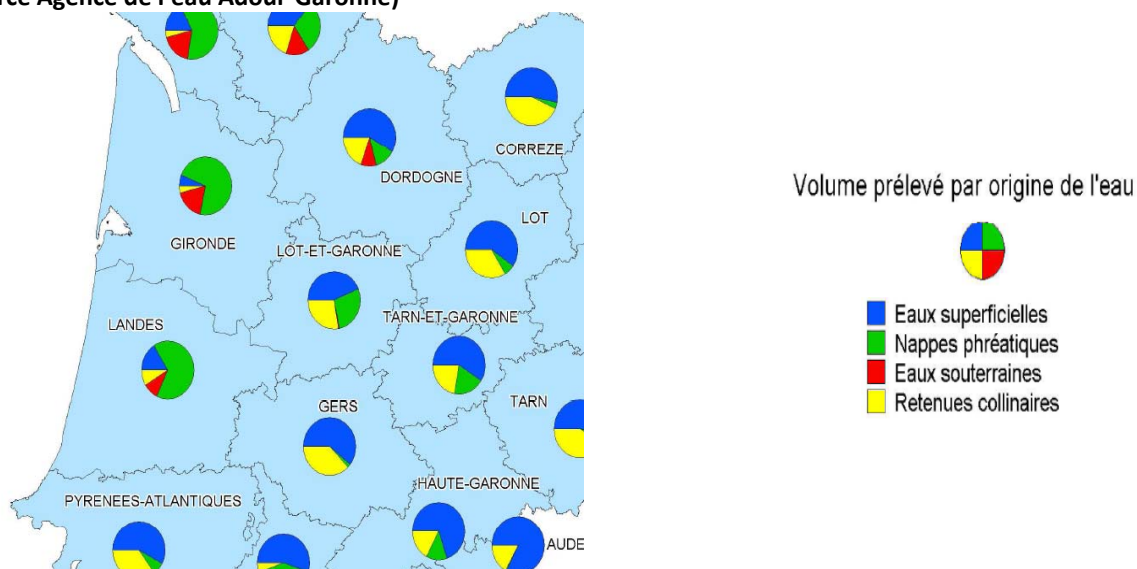 rce Agence de l'eau Adour-Garonne)
CORREZE
DORDOGNE
LOT
GIRONDE
LOT-ET-GARONNE
LANDES
TARN-ET-GARONNE
GERS
TARN
HAUTE-GARONNE
PYRENEES-ATLANTIQUES
AUDE
Volume prélevé par origine de l'eau
Eaux superficielles
Nappes phréatiques
Eaux souterraines
Retenues collinaires